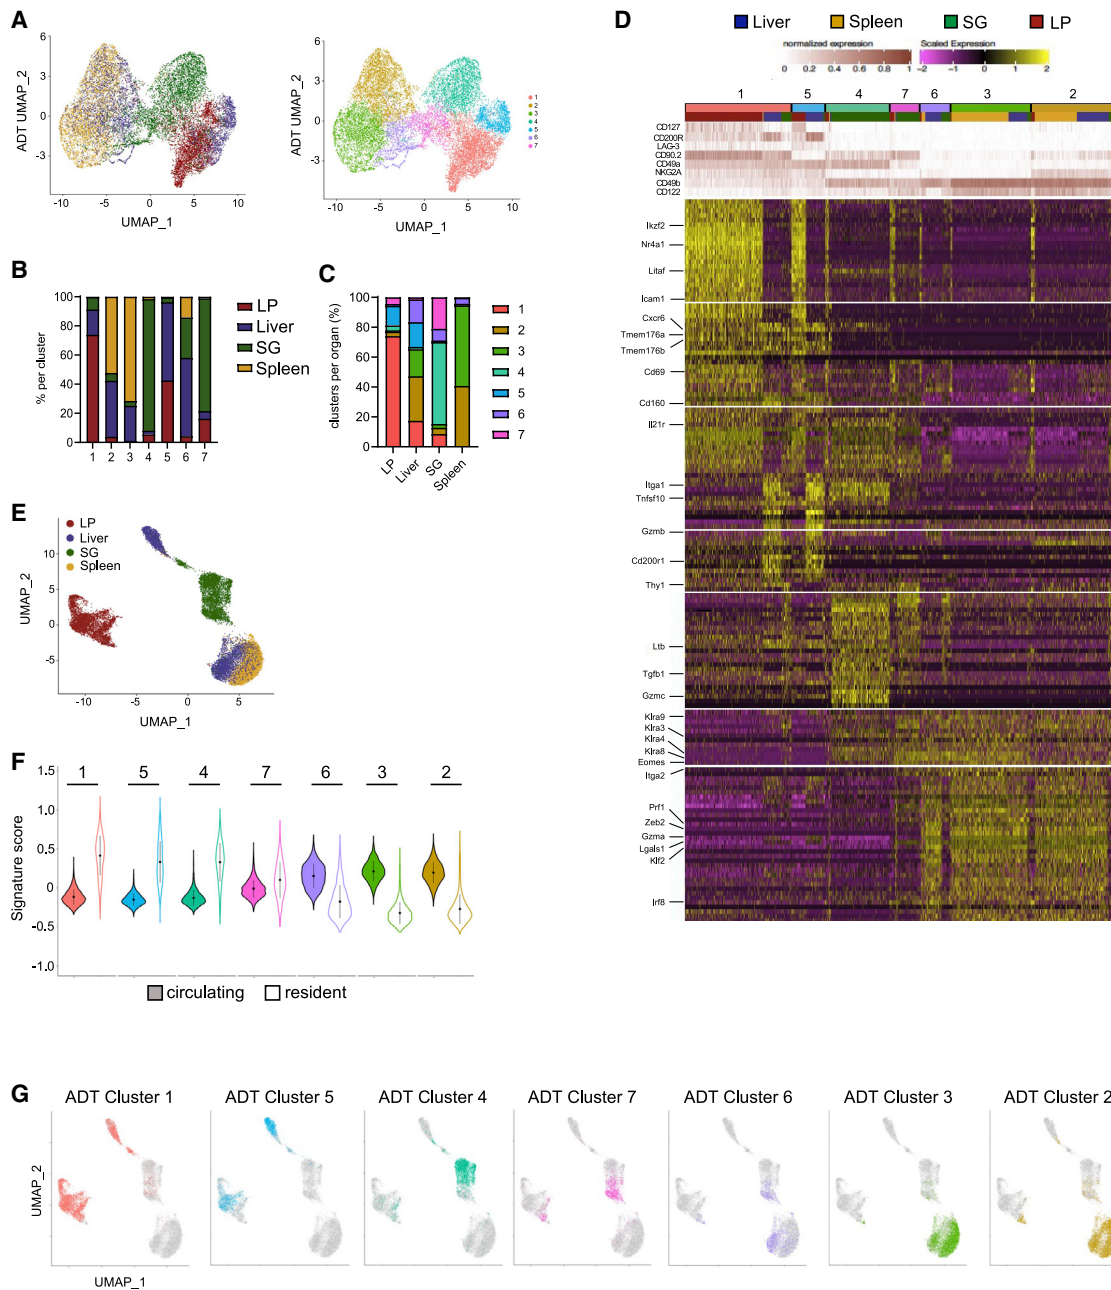 A
6
3
0
-3
ADT UMAP_2
-10
-5
0
5
10
UMAP_1
6
3
0
-3
ADT UMAP_2
-10
-5
0
5
10
UMAP_1
1
2
3
4
5
6
7
B
100
80
60
40
20
0
% per cluster
1 2 3 4 5 6 7
LP
Liver
SG
Spleen
C
100
80
60
40
20
0
clusters per organ (%)
LP
Liver
SG
Spleen
1
2
3
4
5
6
7
D
Liver
Spleen
SG
LP
normalized expression
0 0.2 0.4 0.6 0.8 1
Scaled Expression
-2 -1 0 1 2
1 5 4 7 6 3 2
CD127
CD200R
LAG-3
CD90.2
CD49a
NKG2A
CD49b
CD122
Ikzf2
Nr4a1
Litaf
Icam1
Cxcr6
Tmem176a
Tmem176b
Cd69
Cd160
Il21r
Itga1
Tnfsf10
Gzmb
Cd200r1
Thy1
Ltb
Tgfb1
Gzmc
Klra9
Klra3
Klra4
Klra8
Eomes
Itga2
Prf1
Zeb2
Gzma
Lgals1
Klf2
Irf8
E
LP
Liver
SG
Spleen
10
5
0
-5
UMAP_2
-10
-5
0
5
UMAP_1
F
1.5
1.0
0.5
0
-0.5
-1.0
Signature score
1 5 4 7 6 3 2
circulating
resident
G
ADT Cluster 1
ADT Cluster 5
ADT Cluster 4
ADT Cluster 7
ADT Cluster 6
ADT Cluster 3
ADT Cluster 2
UMAP_2
UMAP_1